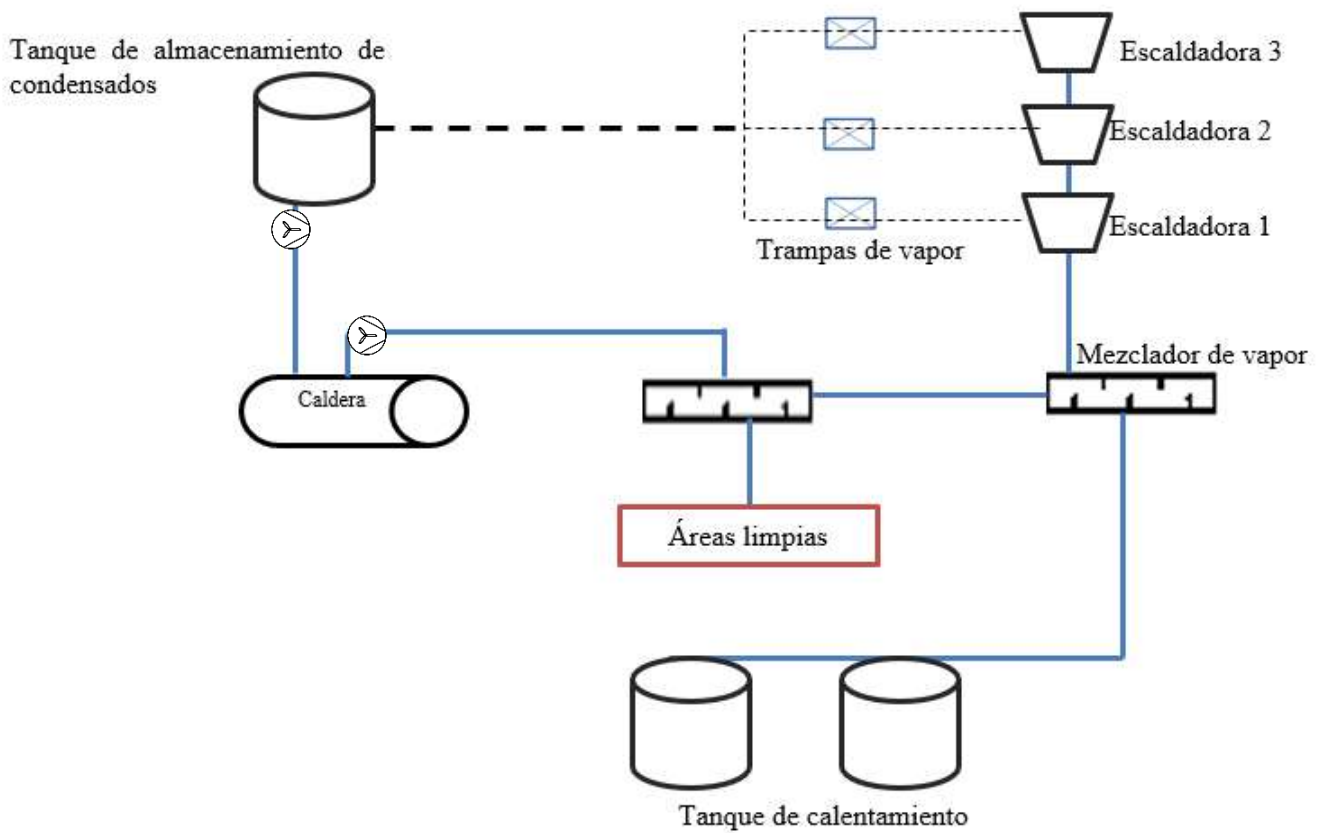 Tanque de almacenamiento de
condensados
Escaldadora 3
Escaldadora 2
Escaldadora 1
Trampas de vapor
Mezclador de vapor
Caldera
Áreas limpias
Tanque de calentamiento